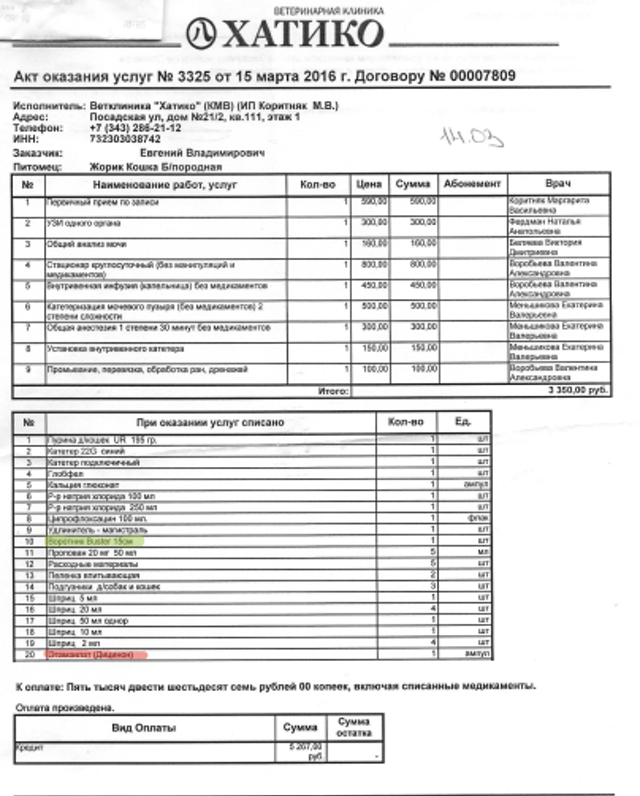 ВЕТЕРИНАРНАЯ КЛИНИКА
ХАТИКО
Акт оказания услуг № 3325 от 15 марта 2016 г. Договору № 00007809
Исполнитель: Ветклиника "Хатико" (КМВ) (ИП Коритняк М.В.)
Адрес: Посадская ул, дом №21/2, кв.111, этаж 1
Телефон: +7 (343) 286-21-12
ИНН: 732303038742
14.03
Заказчик: Евгений Владимирович
Питомец: Жорик Кошка Б/породная
№ Наименование работ, услуг Кол-во Цена Сумма Абонемент Врач
1 Первичный прием по записи 1 590,00 590,00 Коритняк Маргарита
Васильевна
2 УЗИ одного органа 1 300,00 300,00 Фердман Наталья
Анатольевна
3 Общий анализ мочи 1 160,00 160,00 Беляева Виктория
Дмитриевна
4 Стационар круглосуточный (без манипуляций и
медикаментов) 1 800,00 800,00 Воробьева Валентина
Александровна
5 Внутривенная инфузия (капельница) без медикаментов 1 450,00 450,00 Воробьева Валентина
Александровна
6 Катетеризация мочевого пузыря (без медикаментов) 2
степени сложности 1 500,00 500,00 Меньшикова Екатерина
Валерьевна
7 Общая анестезия 1 степени 30 минут без медикаментов 1 300,00 300,00 Меньшикова Екатерина
Валерьевна
8 Установка внутривенного катетера 1 150,00 150,00 Меньшикова Екатерина
Валерьевна
9 Промывание, перевязка, обработка ран, дренажей 1 100,00 100,00 Воробьева Валентина
Александровна
Итого: 3 350,00 руб.
№ При оказании услуг списано Кол-во Ед.
1 Пурина д/кошек UR 195 гр. 1 шт
2 Катетер 22G синий 1 шт
3 Катетер подключичный 1 шт
4 Глобфел 1 шт
5 Кальция глюконат 1 ампул
6 Р-р натрия хлорида 100 мл 1 шт
7 Р-р натрия хлорида 250 мл 1 шт
8 Ципрофлоксацин 100 мл. 1 флак
9 Удлинитель - магистраль 1 шт
10 Воротник Buster 15см 1 шт
11 Пропован 20 мг 50 мл 5 мл
12 Расходные материалы 5 шт
13 Пеленка впитывающая 2 шт
14 Подгузники д/собак и кошек 3 шт
15 Шприц 5 мл 1 шт
16 Шприц 20 мл 4 шт
17 Шприц 50 мл однор 1 шт
18 Шприц 10 мл 1 шт
19 Шприц 2 мл 4 шт
20 Этамзилат (Дицинон) 1 ампул
К оплате: Пять тысяч двести шестьдесят семь рублей 00 копеек, включая списанные медикаменты.
Оплата произведена.
Вид Оплаты Сумма Сумма
остатка
Кредит 5 267,00
руб -